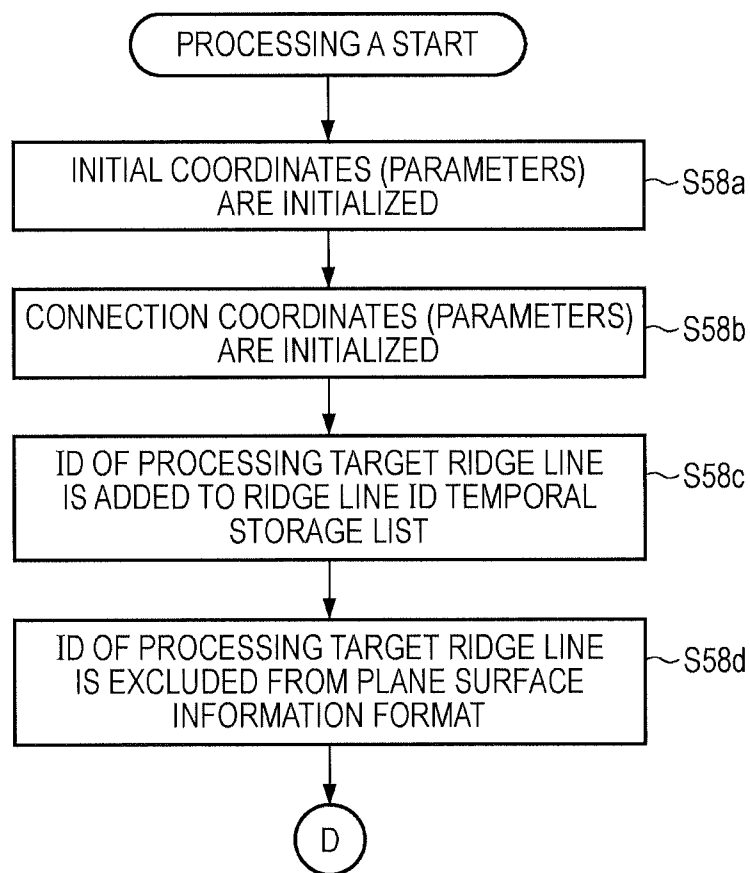 PROCESSING A START
INITIAL COORDINATES (PARAMETERS)
ARE INITIALIZED
S58a
CONNECTION COORDINATES (PARAMETERS)
ARE INITIALIZED
S58b
ID OF PROCESSING TARGET RIDGE LINE
IS ADDED TO RIDGE LINE ID TEMPORAL
STORAGE LIST
S58c
ID OF PROCESSING TARGET RIDGE LINE
IS EXCLUDED FROM PLANE SURFACE
INFORMATION FORMAT
S58d
D